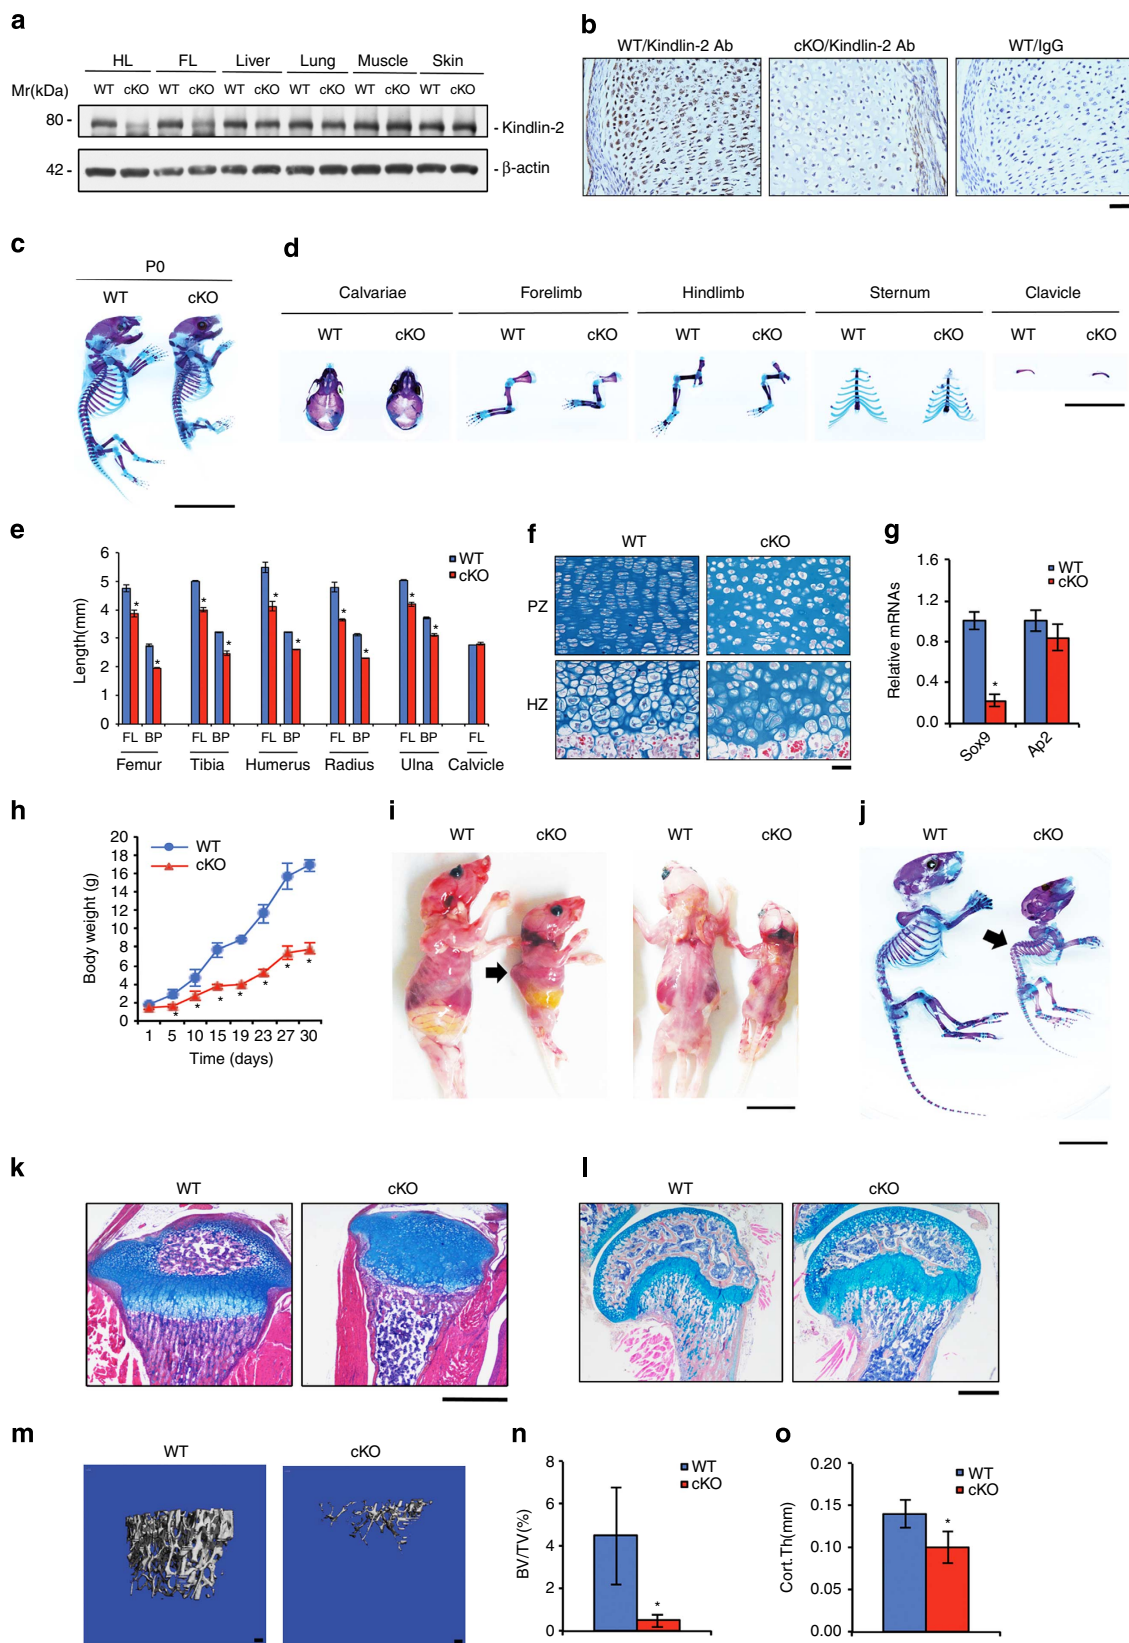 a
HL FL Liver Lung Muscle Skin
Mr(kDa) WT cKO WT cKO WT cKO WT cKO WT cKO WT cKO
80 - - Kindlin-2
42 - - β-actin
b
WT/Kindlin-2 Ab cKO/Kindlin-2 Ab WT/IgG
c
P0
WT cKO
d
Calvariae Forelimb Hindlimb Sternum Clavicle
WT cKO WT cKO WT cKO WT cKO WT cKO
e
Length(mm)
6
5
4
3
2
1
0
WT
cKO
* * * * * * * * * *
FL BP FL BP FL BP FL BP FL BP FL
Femur Tibia Humerus Radius Ulna Calvicle
f
WT cKO
PZ
HZ
g
Relative mRNAs
1.6
1.2
0.8
0.4
0.0
WT
cKO
*
Sox9 Ap2
h
Body weight (g)
20
18
16
14
12
10
8
6
4
2
0
WT
cKO
* * * * * * *
1 5 10 15 19 23 27 30
Time (days)
i
WT cKO WT cKO
j
WT cKO
k
WT cKO
l
WT cKO
m
WT cKO
n
BV/TV(%)
8
6
4
2
0
WT
cKO
*
o
Cort.Th(mm)
0.20
0.15
0.10
0.05
0.00
WT
cKO
*